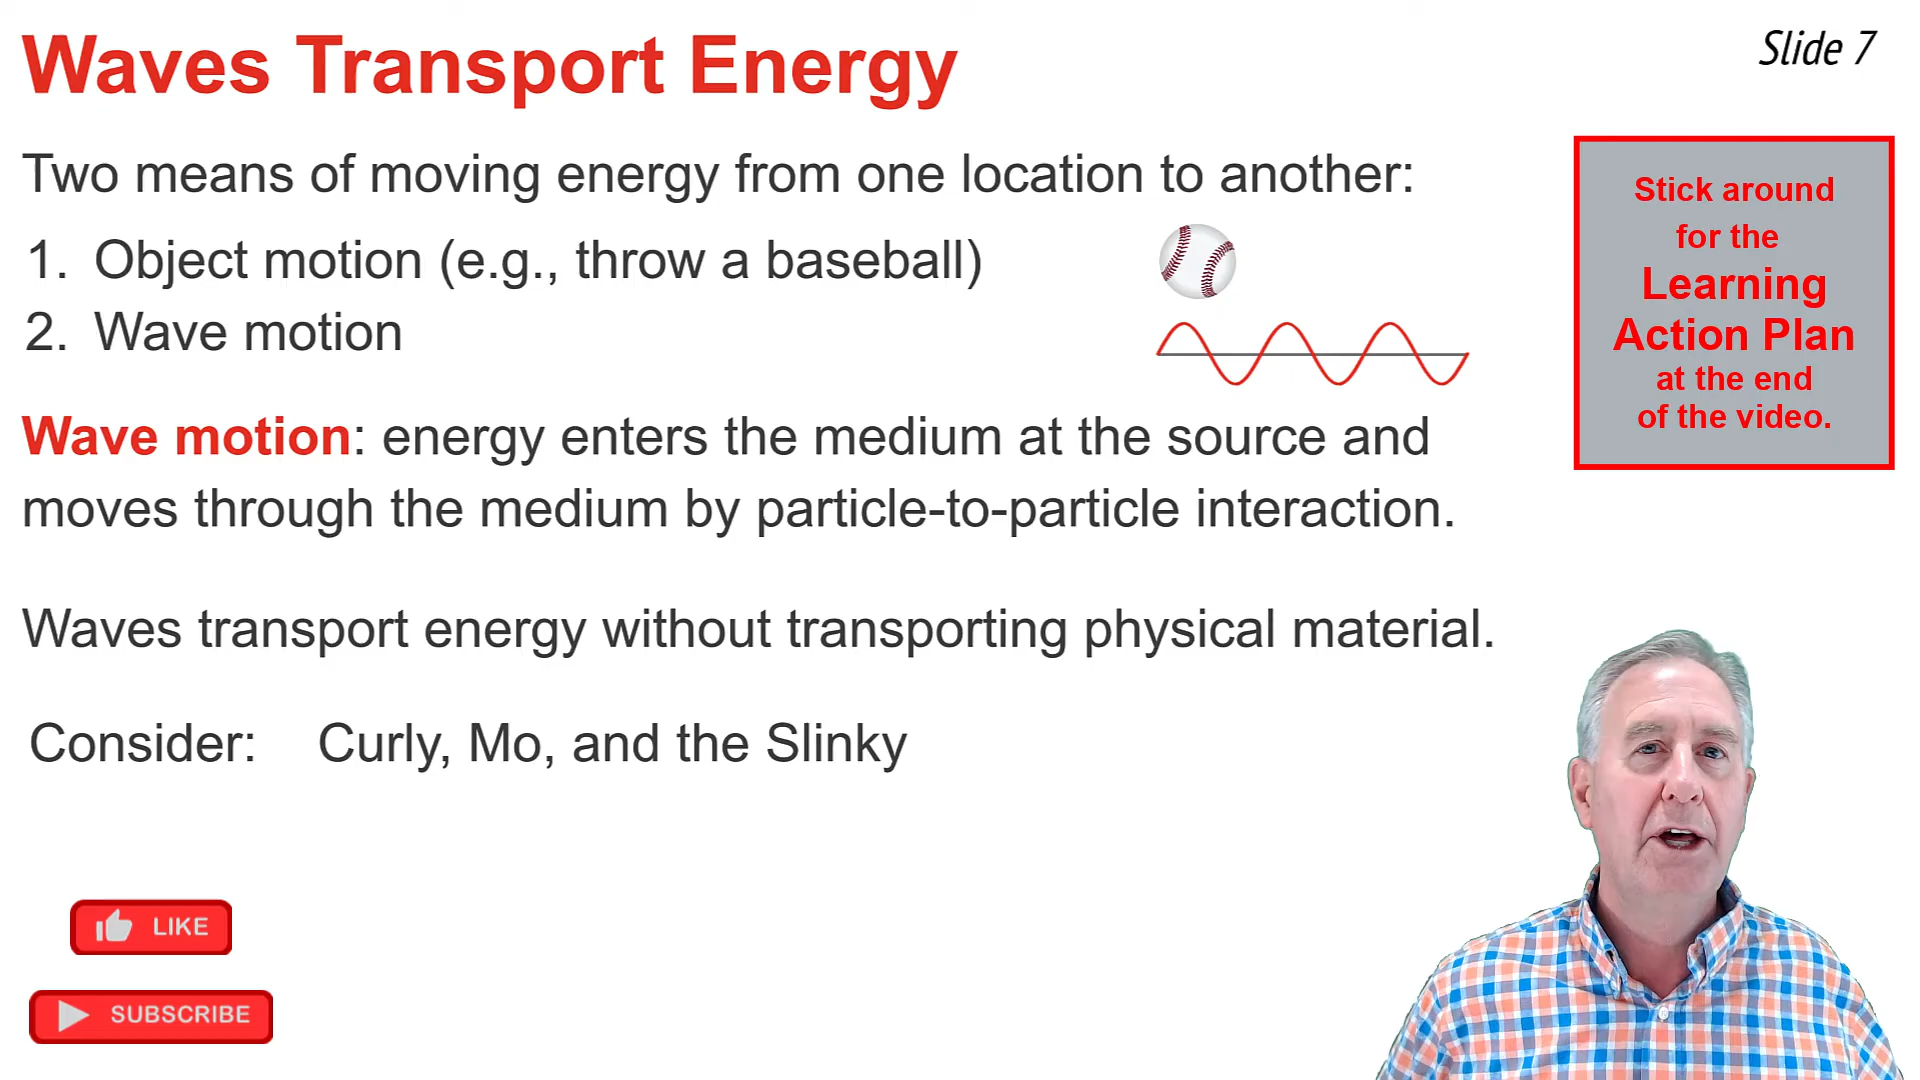 Waves Transport Energy
Slide 7
Two means of moving energy from one location to another:
1. Object motion (e.g., throw a baseball)
2. Wave motion
Wave motion: energy enters the medium at the source and
moves through the medium by particle-to-particle interaction.
Waves transport energy without transporting physical material.
Consider: Curly, Mo, and the Slinky
Stick around
for the
Learning
Action Plan
at the end
of the video.
LIKE
SUBSCRIBE